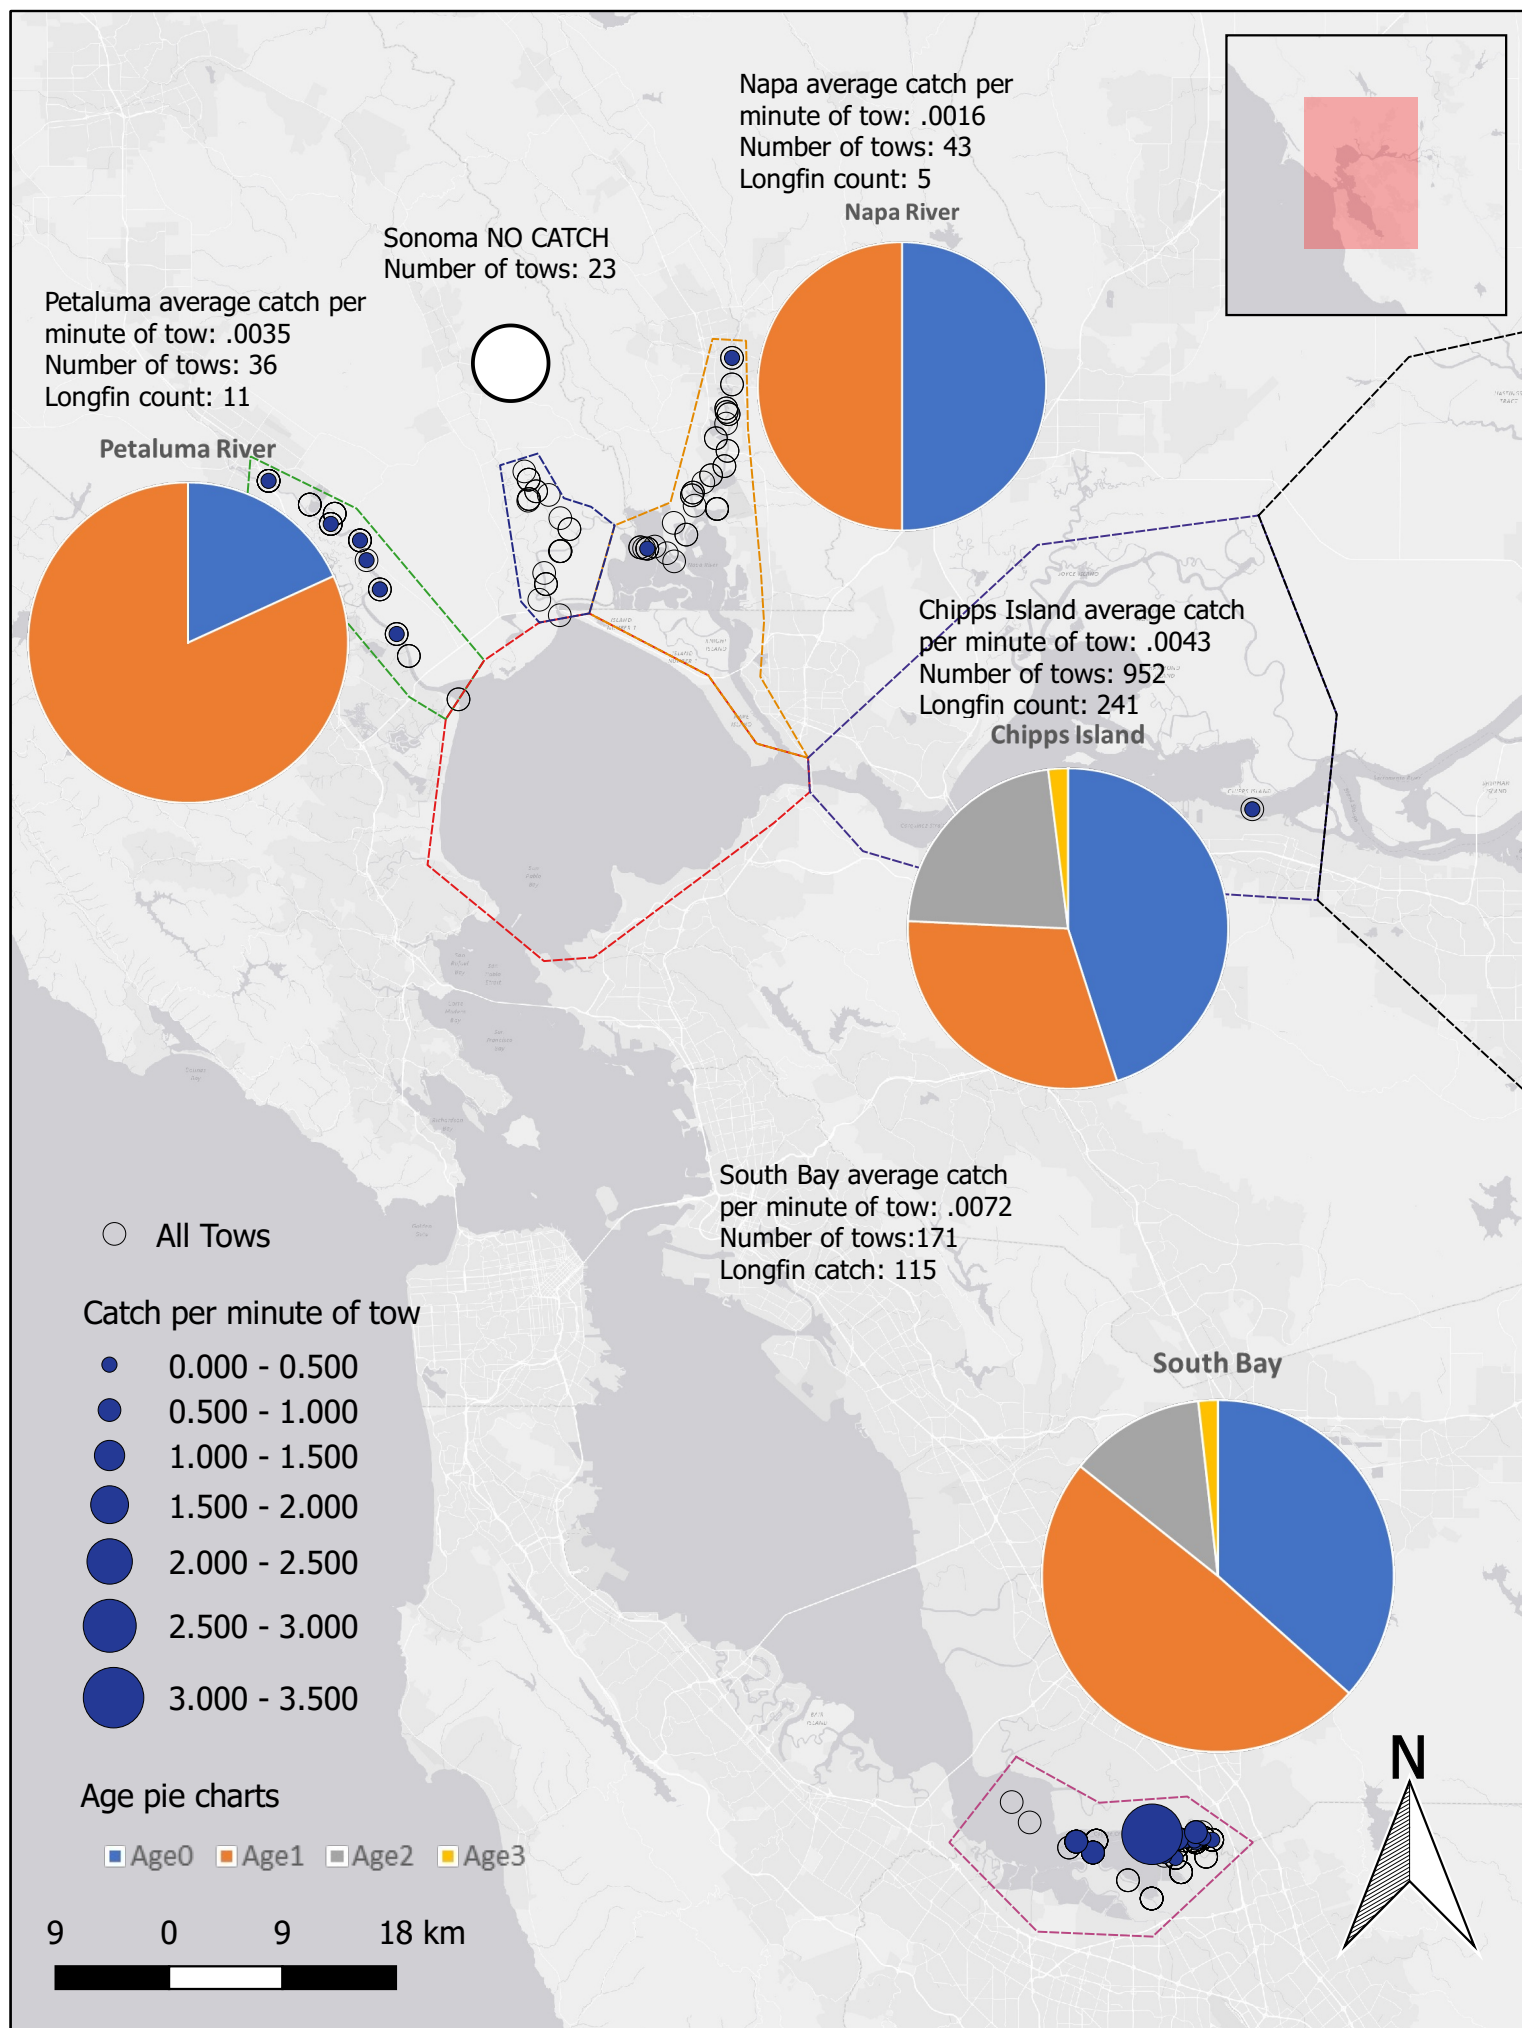 Napa average catch per
minute of tow: .0016
Number of tows: 43
Longfin count: 5
Napa River
Sonoma NO CATCH
Number of tows: 23
Petaluma average catch per
minute of tow: .0035
Number of tows: 36
Longfin count: 11
Petaluma River
Chipps Island average catch
per minute of tow: .0043
Number of tows: 952
Longfin count: 241
Chipps Island
South Bay average catch
per minute of tow: .0072
Number of tows:171
Longfin catch: 115
South Bay
All Tows
Catch per minute of tow
0.000 - 0.500
0.500 - 1.000
1.000 - 1.500
1.500 - 2.000
2.000 - 2.500
2.500 - 3.000
3.000 - 3.500
Age pie charts
Age0 Age1 Age2 Age3
9 0 9 18 km
N